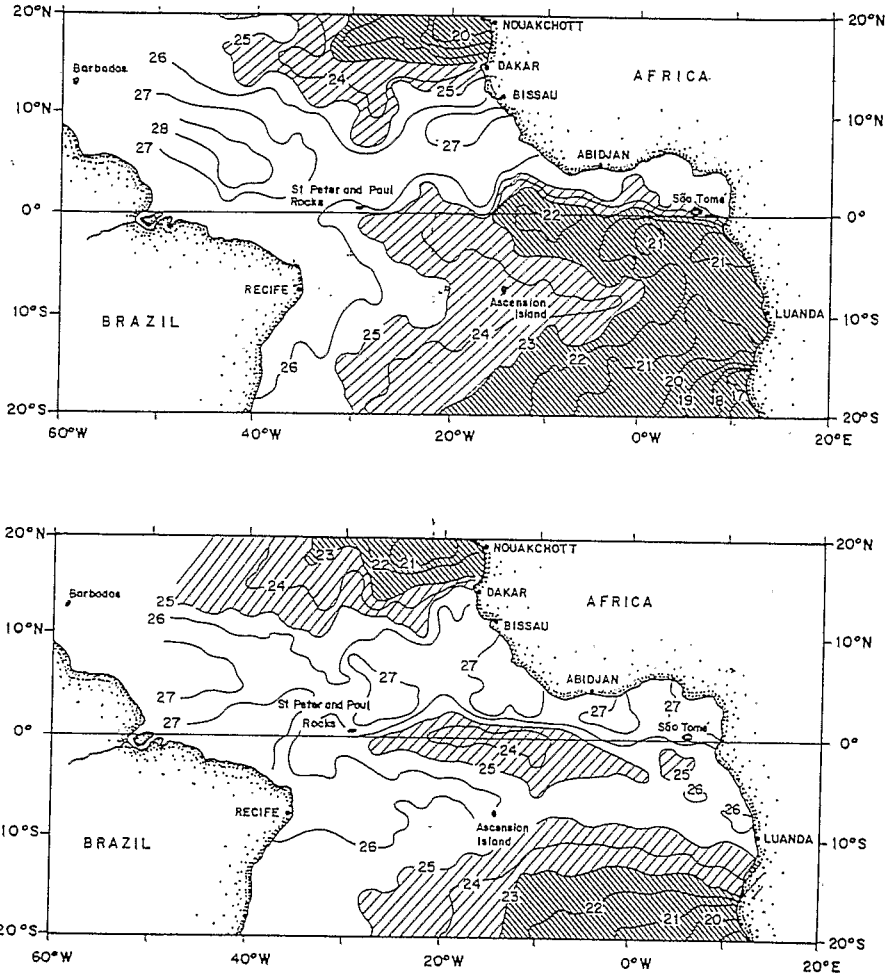 20°N
20°N
NOUAKCHOTT
25
20
26
24
DAKAR
AFRICA
Barbados
25
BISSAU
27
10°N
10°N
28
27
27
ABIDJAN
St Peter and Paul
Rocks
São Tomé
0°
0°
22
21
21
RECIFE
Ascension
Island
10°S
10°S
BRAZIL
LUANDA
25
24
23
22
26
21
20
19
18
17
20°S
20°S
60°W
40°W
20°W
0°W
20°E
20°N
20°N
NOUAKCHOTT
23
22
21
24
DAKAR
Barbados
25
AFRICA
26
BISSAU
10°N
10°N
27
27
27
ABIDJAN
27
St Peter and Paul
27
27
Rocks
São Tomé
0°
0°
24
25
25
26
26
RECIFE
Ascension
Island
10°S
10°S
BRAZIL
26
LUANDA
25
24
23
22
21
20
20°S
20°S
60°W
40°W
20°W
0°W
20°E